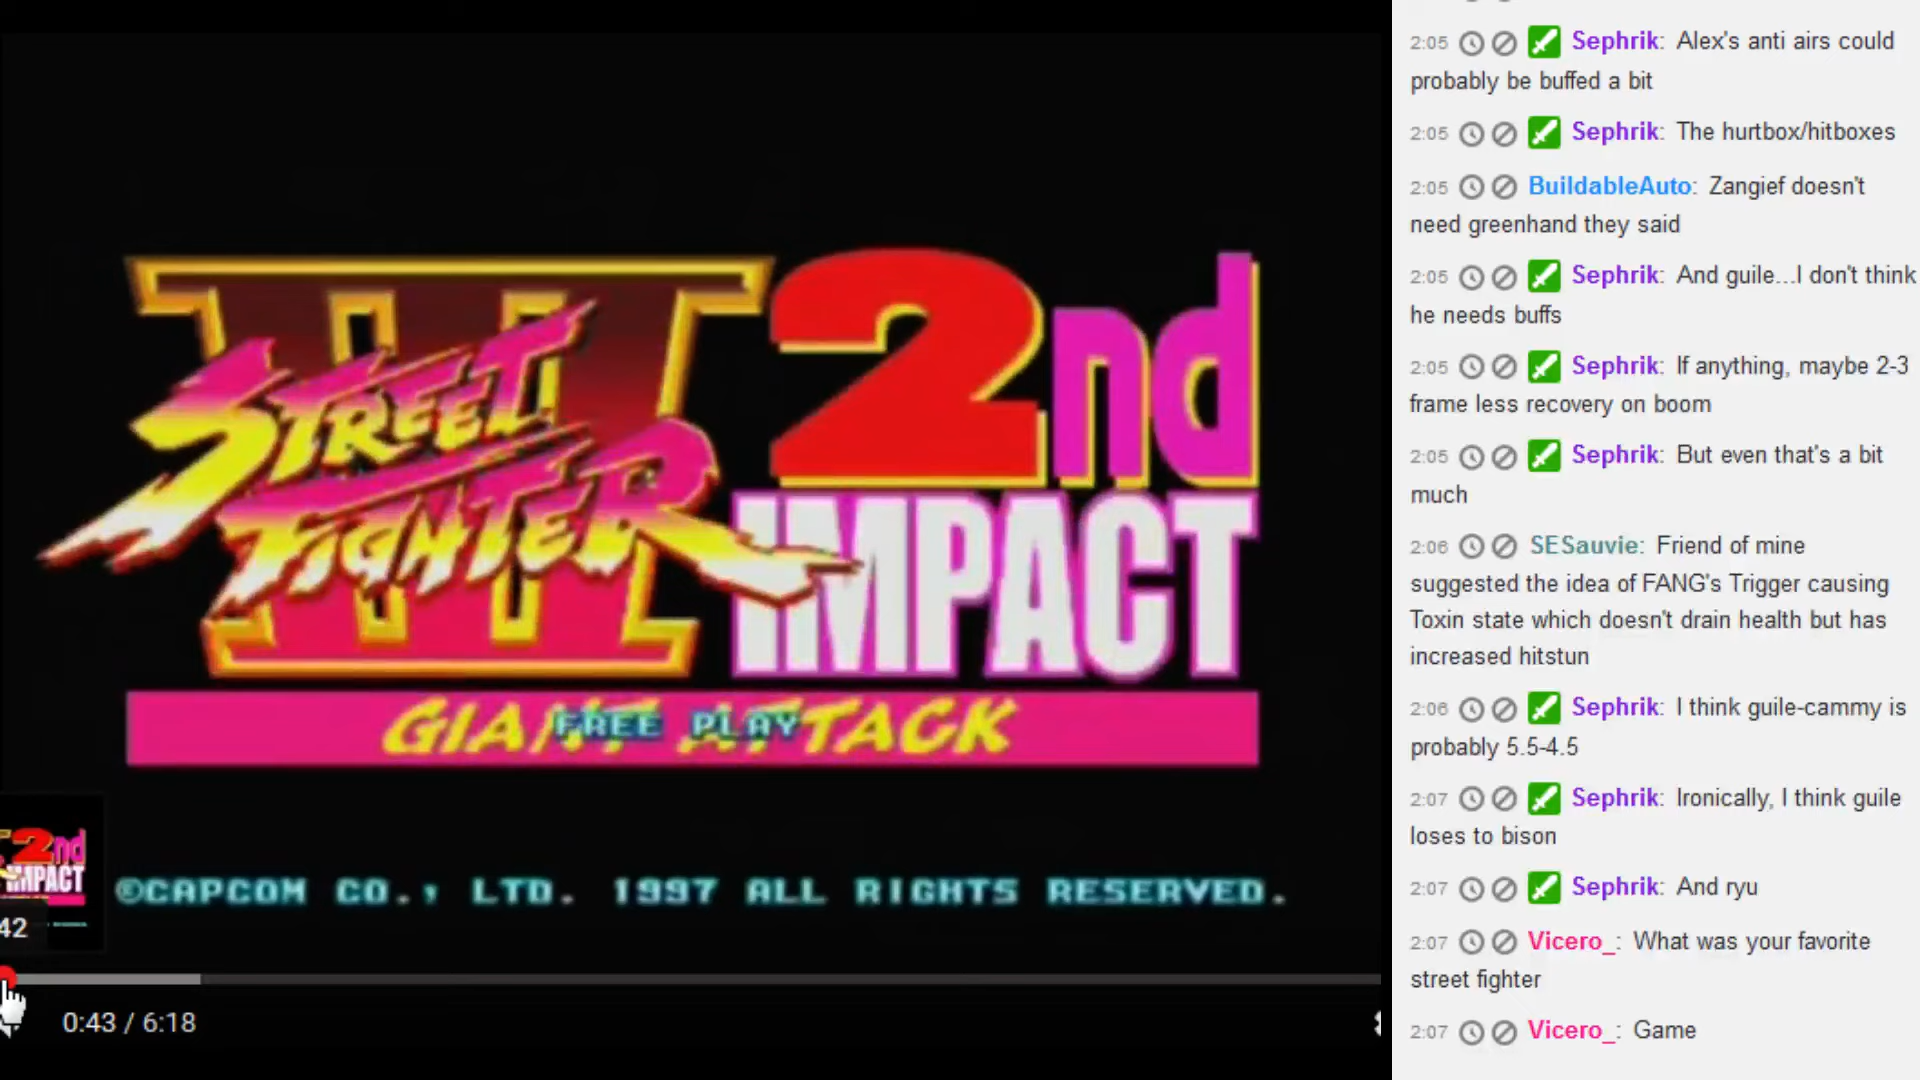 III
STREET
FIGHTER
2nd
IMPACT
GIANT ATTACK
FREE PLAY
2nd
IMPACT
©CAPCOM CO., LTD. 1997 ALL RIGHTS RESERVED.
42
0:43 / 6:18
2:05 Sephrik: Alex's anti airs could
probably be buffed a bit
2:05 Sephrik: The hurtbox/hitboxes
2:05 BuildableAuto: Zangief doesn't
need greenhand they said
2:05 Sephrik: And guile...I don't think
he needs buffs
2:05 Sephrik: If anything, maybe 2-3
frame less recovery on boom
2:05 Sephrik: But even that's a bit
much
2:06 SESauvie: Friend of mine
suggested the idea of FANG's Trigger causing
Toxin state which doesn't drain health but has
increased hitstun
2:06 Sephrik: I think guile-cammy is
probably 5.5-4.5
2:07 Sephrik: Ironically, I think guile
loses to bison
2:07 Sephrik: And ryu
2:07 Vicero_: What was your favorite
street fighter
2:07 Vicero_: Game